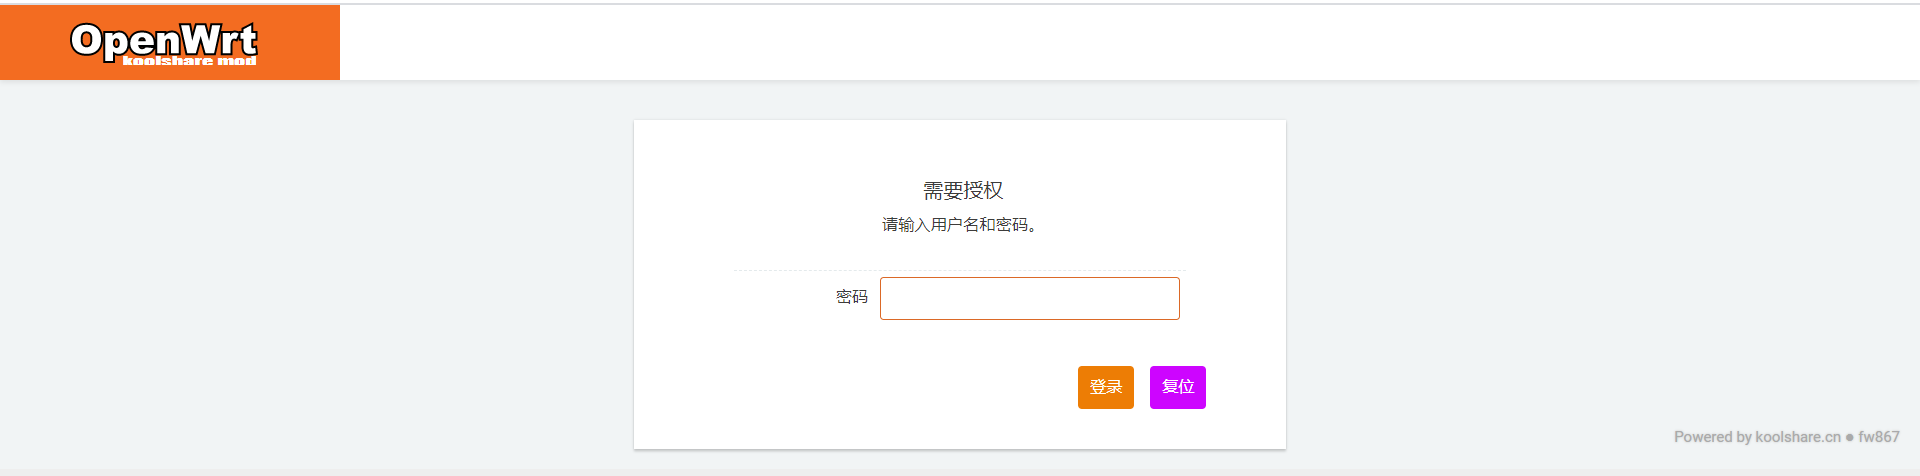 OpenWrt
koolshare mod
需要授权
请输入用户名和密码。
密码
登录 复位
Powered by koolshare.cn ● fw867